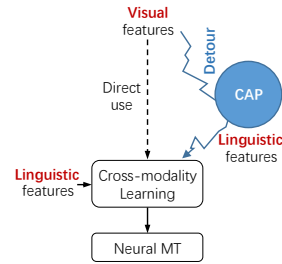 Visual
features
Detour
CAP
Direct
use
Linguistic
features
Linguistic
features
Cross-modality
Learning
Neural MT